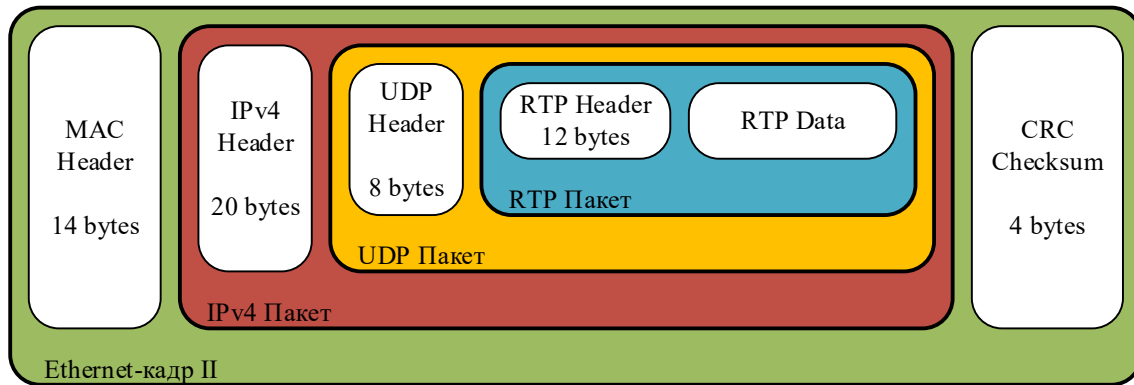 MAC
Header
14 bytes
IPv4
Header
20 bytes
UDP
Header
8 bytes
RTP Header
12 bytes
RTP Data
RTP Пакет
UDP Пакет
IPv4 Пакет
CRC
Checksum
4 bytes
Ethernet-кадр II